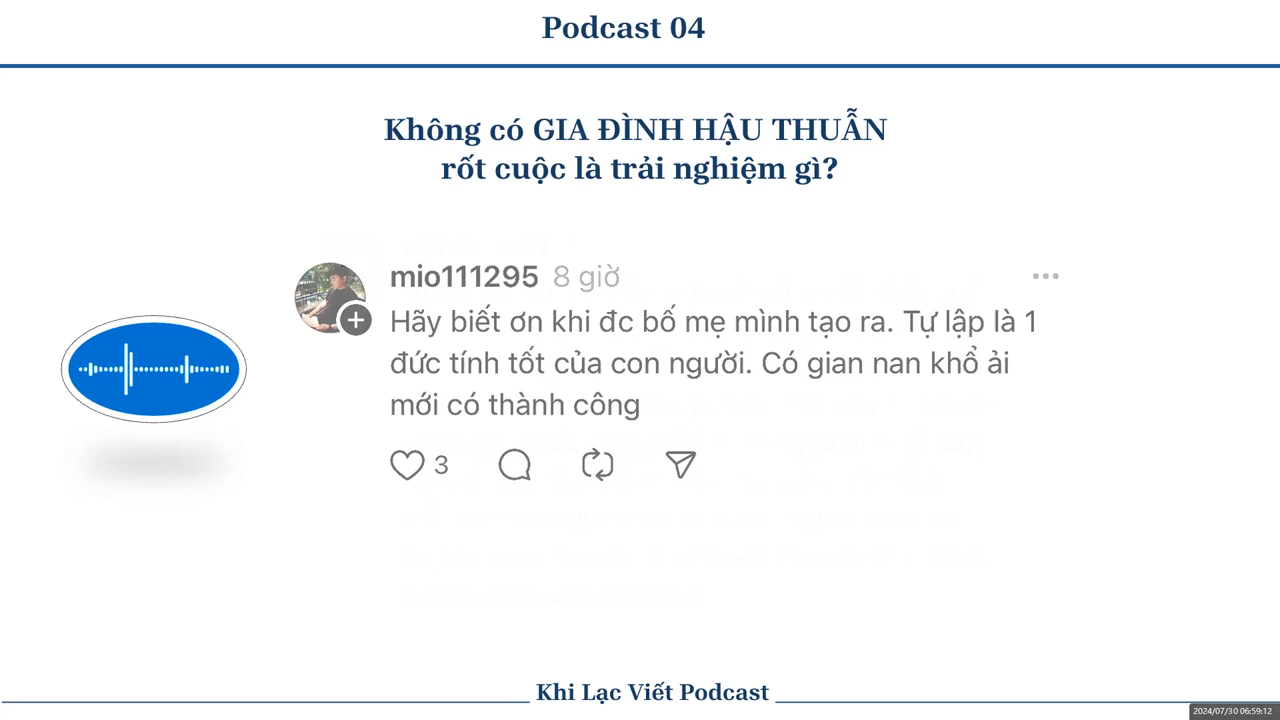 Podcast 04
Không có GIA ĐÌNH HẬU THUẪN
rốt cuộc là trải nghiệm gì?
mio111295 8 giờ
Hãy biết ơn khi đc bố mẹ mình tạo ra. Tự lập là 1
đức tính tốt của con người. Có gian nan khổ ải
mới có thành công
3
Khi Lạc Viết Podcast
2024/07/30 06:59:12